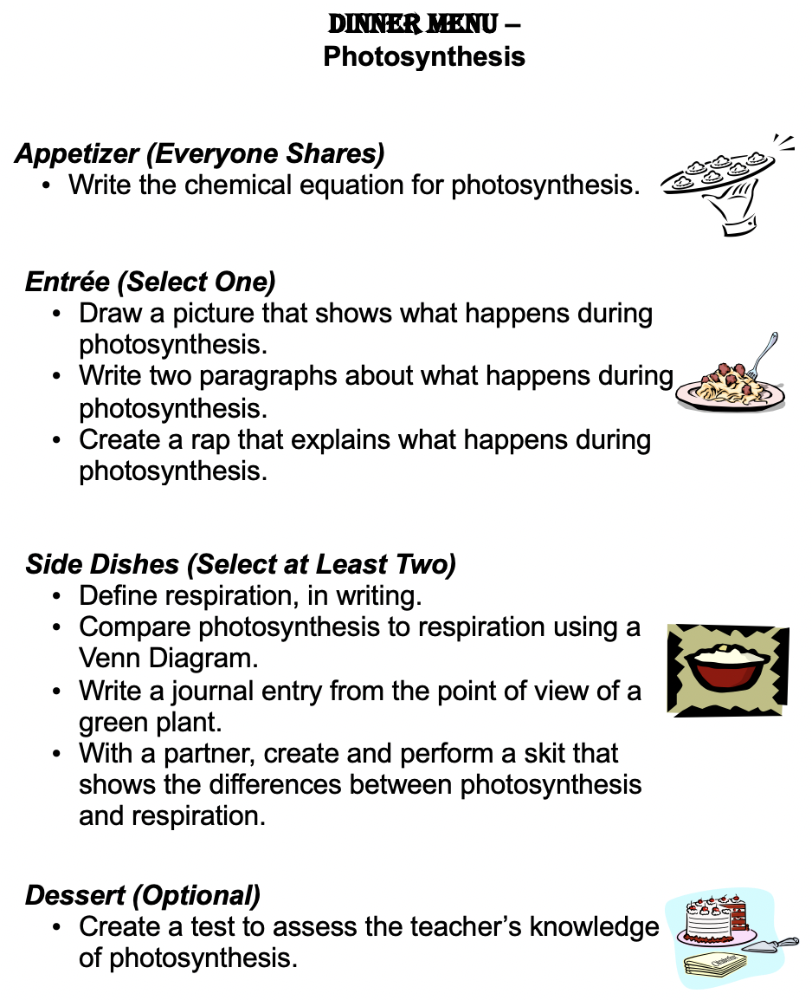 DINNER MENU –
Photosynthesis
Appetizer (Everyone Shares)
• Write the chemical equation for photosynthesis.
Entrée (Select One)
• Draw a picture that shows what happens during
photosynthesis.
• Write two paragraphs about what happens during
photosynthesis.
• Create a rap that explains what happens during
photosynthesis.
Side Dishes (Select at Least Two)
• Define respiration, in writing.
• Compare photosynthesis to respiration using a
Venn Diagram.
• Write a journal entry from the point of view of a
green plant.
• With a partner, create and perform a skit that
shows the differences between photosynthesis
and respiration.
Dessert (Optional)
• Create a test to assess the teacher’s knowledge
of photosynthesis.